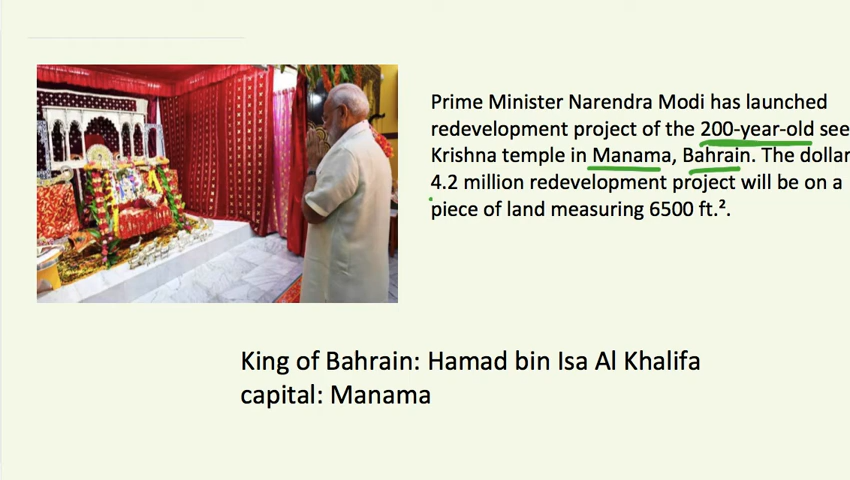 Prime Minister Narendra Modi has launched
redevelopment project of the 200-year-old see
Krishna temple in Manama, Bahrain. The dollar
4.2 million redevelopment project will be on a
piece of land measuring 6500 ft.².
King of Bahrain: Hamad bin Isa Al Khalifa
capital: Manama